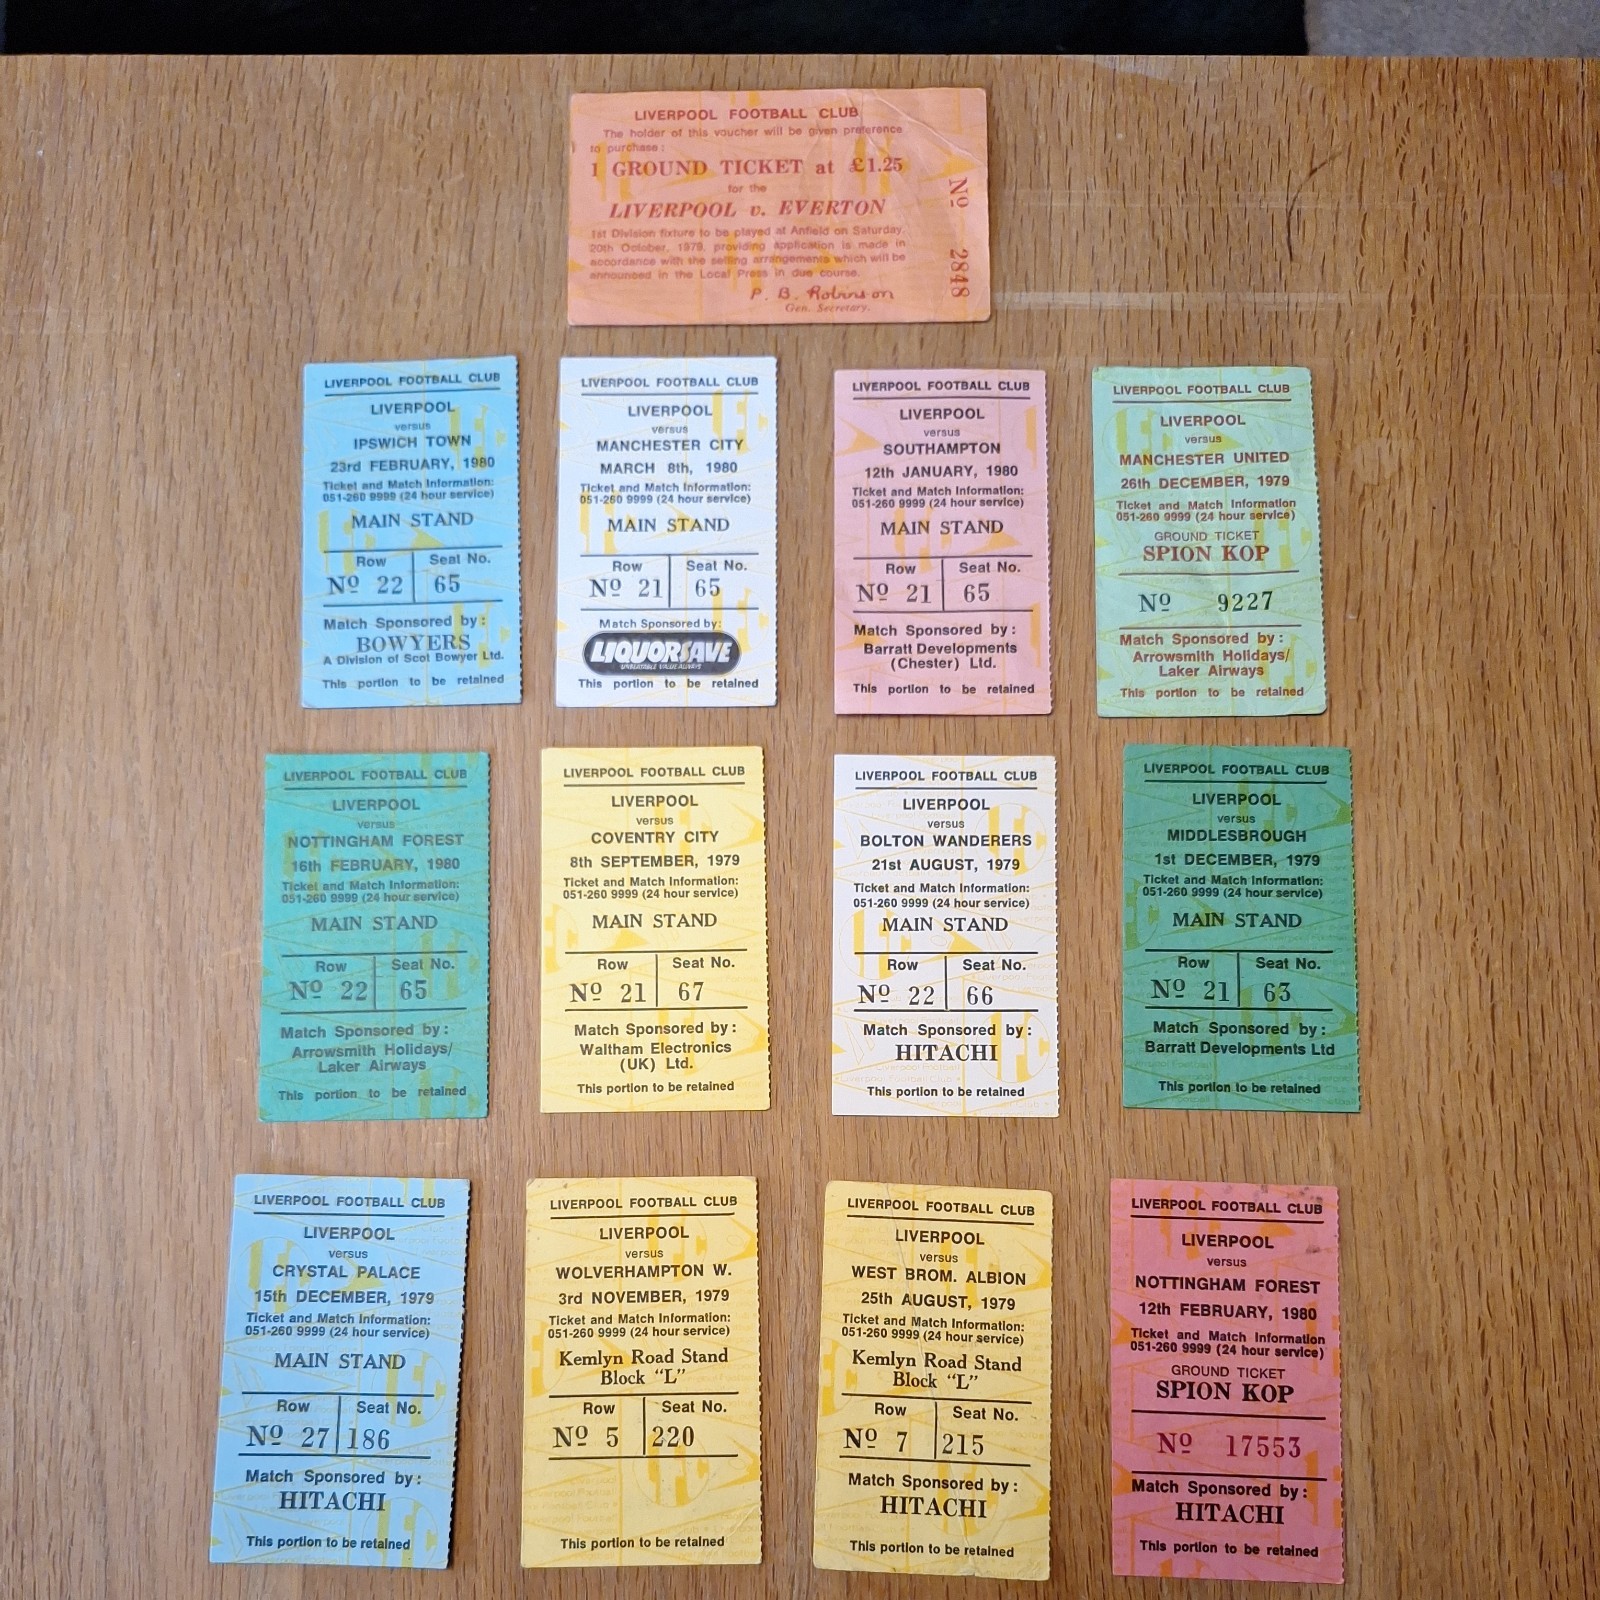 LIVERPOOL FOOTBALL CLUB
The holder of this voucher will be given preference
to purchase :
1 GROUND TICKET at £1.25
for the
LIVERPOOL v. EVERTON
1st Division fixture to be played at Anfield on Saturday,
20th October, 1979, providing application is made in
accordance with the selling arrangements which will be
announced in the Local Press in due course.
P. B. Robinson
Gen. Secretary.
Nº 2848
LIVERPOOL FOOTBALL CLUB
LIVERPOOL
versus
IPSWICH TOWN
23rd FEBRUARY, 1980
Ticket and Match Information:
051-260 9999 (24 hour service)
MAIN STAND
Row Seat No.
Nº 22 65
Match Sponsored by :
BOWYERS
A Division of Scot Bowyer Ltd.
This portion to be retained
LIVERPOOL FOOTBALL CLUB
LIVERPOOL
versus
MANCHESTER CITY
MARCH 8th, 1980
Ticket and Match Information:
051-260 9999 (24 hour service)
MAIN STAND
Row Seat No.
Nº 21 65
Match Sponsored by:
LIQUORSAVE
UNBEATABLE VALUE ALWAYS
This portion to be retained
LIVERPOOL FOOTBALL CLUB
LIVERPOOL
versus
SOUTHAMPTON
12th JANUARY, 1980
Ticket and Match Information:
051-260 9999 (24 hour service)
MAIN STAND
Row Seat No.
Nº 21 65
Match Sponsored by :
Barratt Developments
(Chester) Ltd.
This portion to be retained
LIVERPOOL FOOTBALL CLUB
LIVERPOOL
versus
MANCHESTER UNITED
26th DECEMBER, 1979
Ticket and Match Information
051-260 9999 (24 hour service)
GROUND TICKET
SPION KOP
Nº 9227
Match Sponsored by :
Arrowsmith Holidays/
Laker Airways
This portion to be retained
LIVERPOOL FOOTBALL CLUB
LIVERPOOL
versus
NOTTINGHAM FOREST
16th FEBRUARY, 1980
Ticket and Match Information:
051-260 9999 (24 hour service)
MAIN STAND
Row Seat No.
Nº 22 65
Match Sponsored by :
Arrowsmith Holidays/
Laker Airways
This portion to be retained
LIVERPOOL FOOTBALL CLUB
LIVERPOOL
versus
COVENTRY CITY
8th SEPTEMBER, 1979
Ticket and Match Information:
051-260 9999 (24 hour service)
MAIN STAND
Row Seat No.
Nº 21 67
Match Sponsored by :
Waltham Electronics
(UK) Ltd.
This portion to be retained
LIVERPOOL FOOTBALL CLUB
LIVERPOOL
versus
BOLTON WANDERERS
21st AUGUST, 1979
Ticket and Match Information:
051-260 9999 (24 hour service)
MAIN STAND
Row Seat No.
Nº 22 66
Match Sponsored by :
HITACHI
This portion to be retained
LIVERPOOL FOOTBALL CLUB
LIVERPOOL
versus
MIDDLESBROUGH
1st DECEMBER, 1979
Ticket and Match Information:
051-260 9999 (24 hour service)
MAIN STAND
Row Seat No.
Nº 21 63
Match Sponsored by :
Barratt Developments Ltd
This portion to be retained
LIVERPOOL FOOTBALL CLUB
LIVERPOOL
versus
CRYSTAL PALACE
15th DECEMBER, 1979
Ticket and Match Information:
051-260 9999 (24 hour service)
MAIN STAND
Row Seat No.
Nº 27 186
Match Sponsored by :
HITACHI
This portion to be retained
LIVERPOOL FOOTBALL CLUB
LIVERPOOL
versus
WOLVERHAMPTON W.
3rd NOVEMBER, 1979
Ticket and Match Information:
051-260 9999 (24 hour service)
Kemlyn Road Stand
Block “L”
Row Seat No.
Nº 5 220
This portion to be retained
LIVERPOOL FOOTBALL CLUB
LIVERPOOL
versus
WEST BROM. ALBION
25th AUGUST, 1979
Ticket and Match Information:
051-260 9999 (24 hour service)
Kemlyn Road Stand
Block “L”
Row Seat No.
Nº 7 215
Match Sponsored by :
HITACHI
This portion to be retained
LIVERPOOL FOOTBALL CLUB
LIVERPOOL
versus
NOTTINGHAM FOREST
12th FEBRUARY, 1980
Ticket and Match Information
051-260 9999 (24 hour service)
GROUND TICKET
SPION KOP
Nº 17553
Match Sponsored by :
HITACHI
This portion to be retained